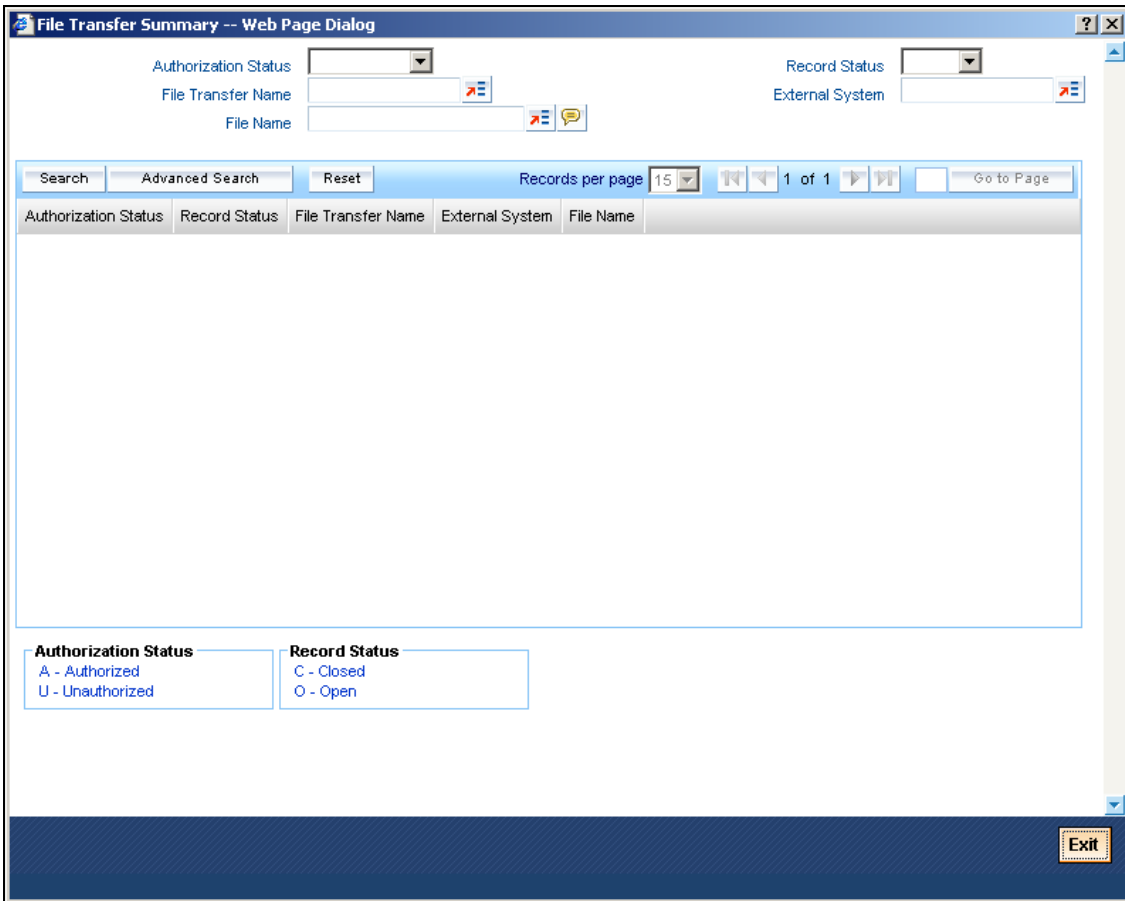 File Transfer Summary -- Web Page Dialog
Authorization Status
Record Status
File Transfer Name
External System
File Name
Search Advanced Search Reset Records per page 15 1 of 1 Go to Page
Authorization Status Record Status File Transfer Name External System File Name
Authorization Status
A - Authorized
U - Unauthorized
Record Status
C - Closed
O - Open
Exit